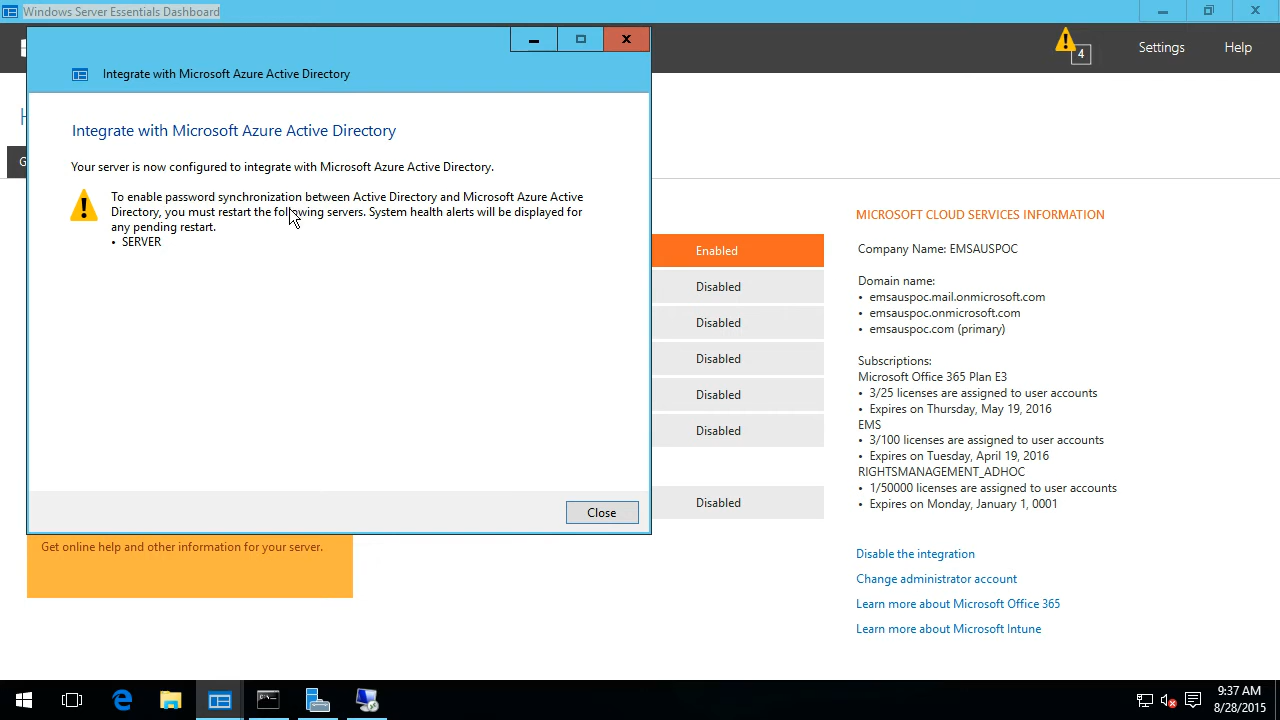 Windows Server Essentials Dashboard
4
Settings
Help
Integrate with Microsoft Azure Active Directory
Integrate with Microsoft Azure Active Directory
Your server is now configured to integrate with Microsoft Azure Active Directory.
To enable password synchronization between Active Directory and Microsoft Azure Active
Directory, you must restart the following servers. System health alerts will be displayed for
any pending restart.
• SERVER
Close
Enabled
Disabled
Disabled
Disabled
Disabled
Disabled
Disabled
MICROSOFT CLOUD SERVICES INFORMATION
Company Name: EMSAUSPOC
Domain name:
• emsauspoc.mail.onmicrosoft.com
• emsauspoc.onmicrosoft.com
• emsauspoc.com (primary)
Subscriptions:
Microsoft Office 365 Plan E3
• 3/25 licenses are assigned to user accounts
• Expires on Thursday, May 19, 2016
EMS
• 3/100 licenses are assigned to user accounts
• Expires on Tuesday, April 19, 2016
RIGHTSMANAGEMENT_ADHOC
• 1/50000 licenses are assigned to user accounts
• Expires on Monday, January 1, 0001
Disable the integration
Change administrator account
Learn more about Microsoft Office 365
Learn more about Microsoft Intune
Get online help and other information for your server.
9:37 AM
8/28/2015